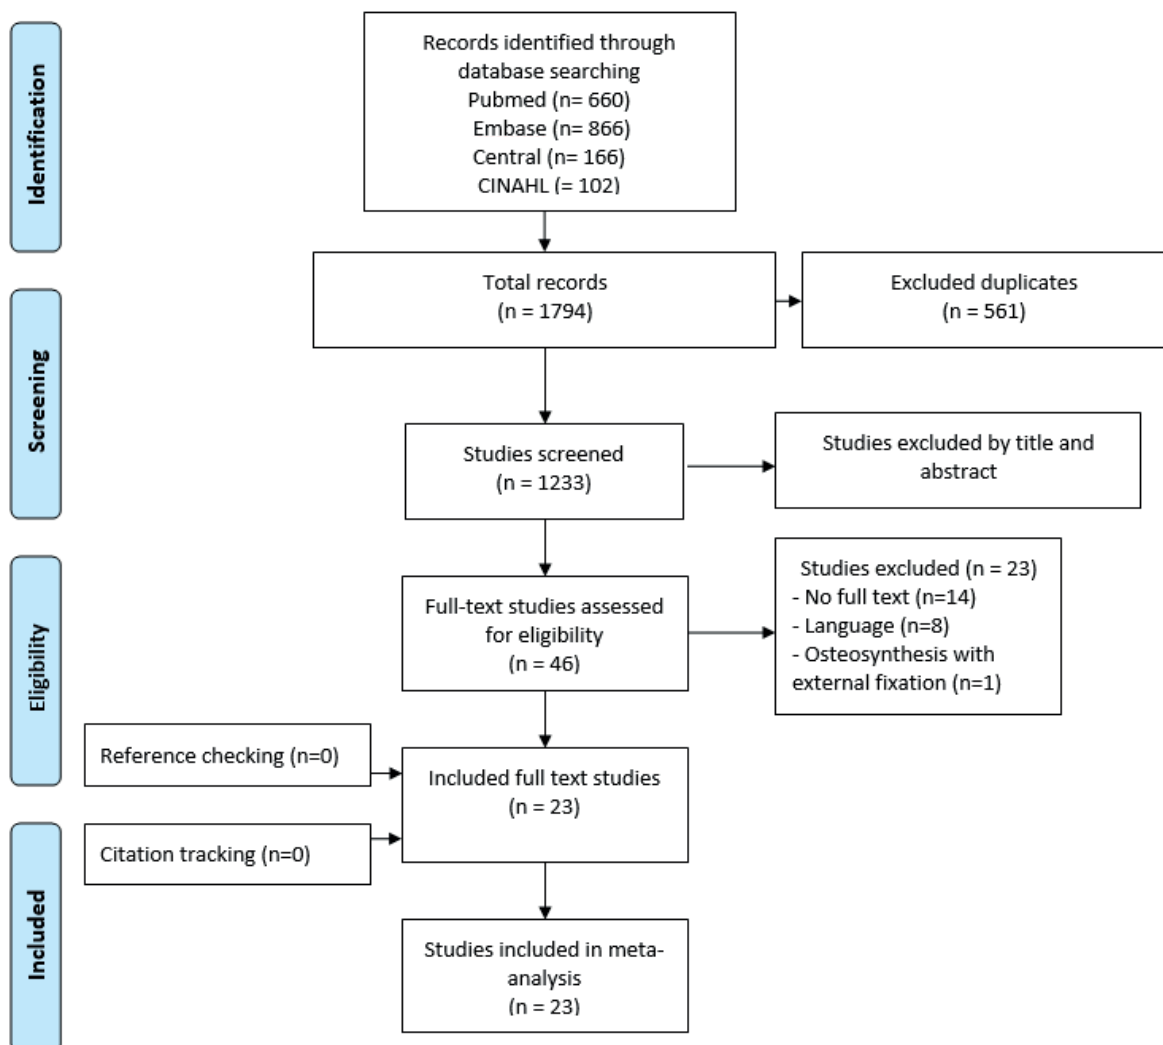 Identification
Records identified through
database searching
Pubmed (n= 660)
Embase (n= 866)
Central (n= 166)
CINAHL (= 102)
Total records
(n = 1794)
Excluded duplicates
(n = 561)
Screening
Studies screened
(n = 1233)
Studies excluded by title and
abstract
Eligibility
Full-text studies assessed
for eligibility
(n = 46)
Studies excluded (n = 23)
- No full text (n=14)
- Language (n=8)
- Osteosynthesis with
external fixation (n=1)
Reference checking (n=0)
Included full text studies
(n = 23)
Citation tracking (n=0)
Included
Studies included in meta-
analysis
(n = 23)